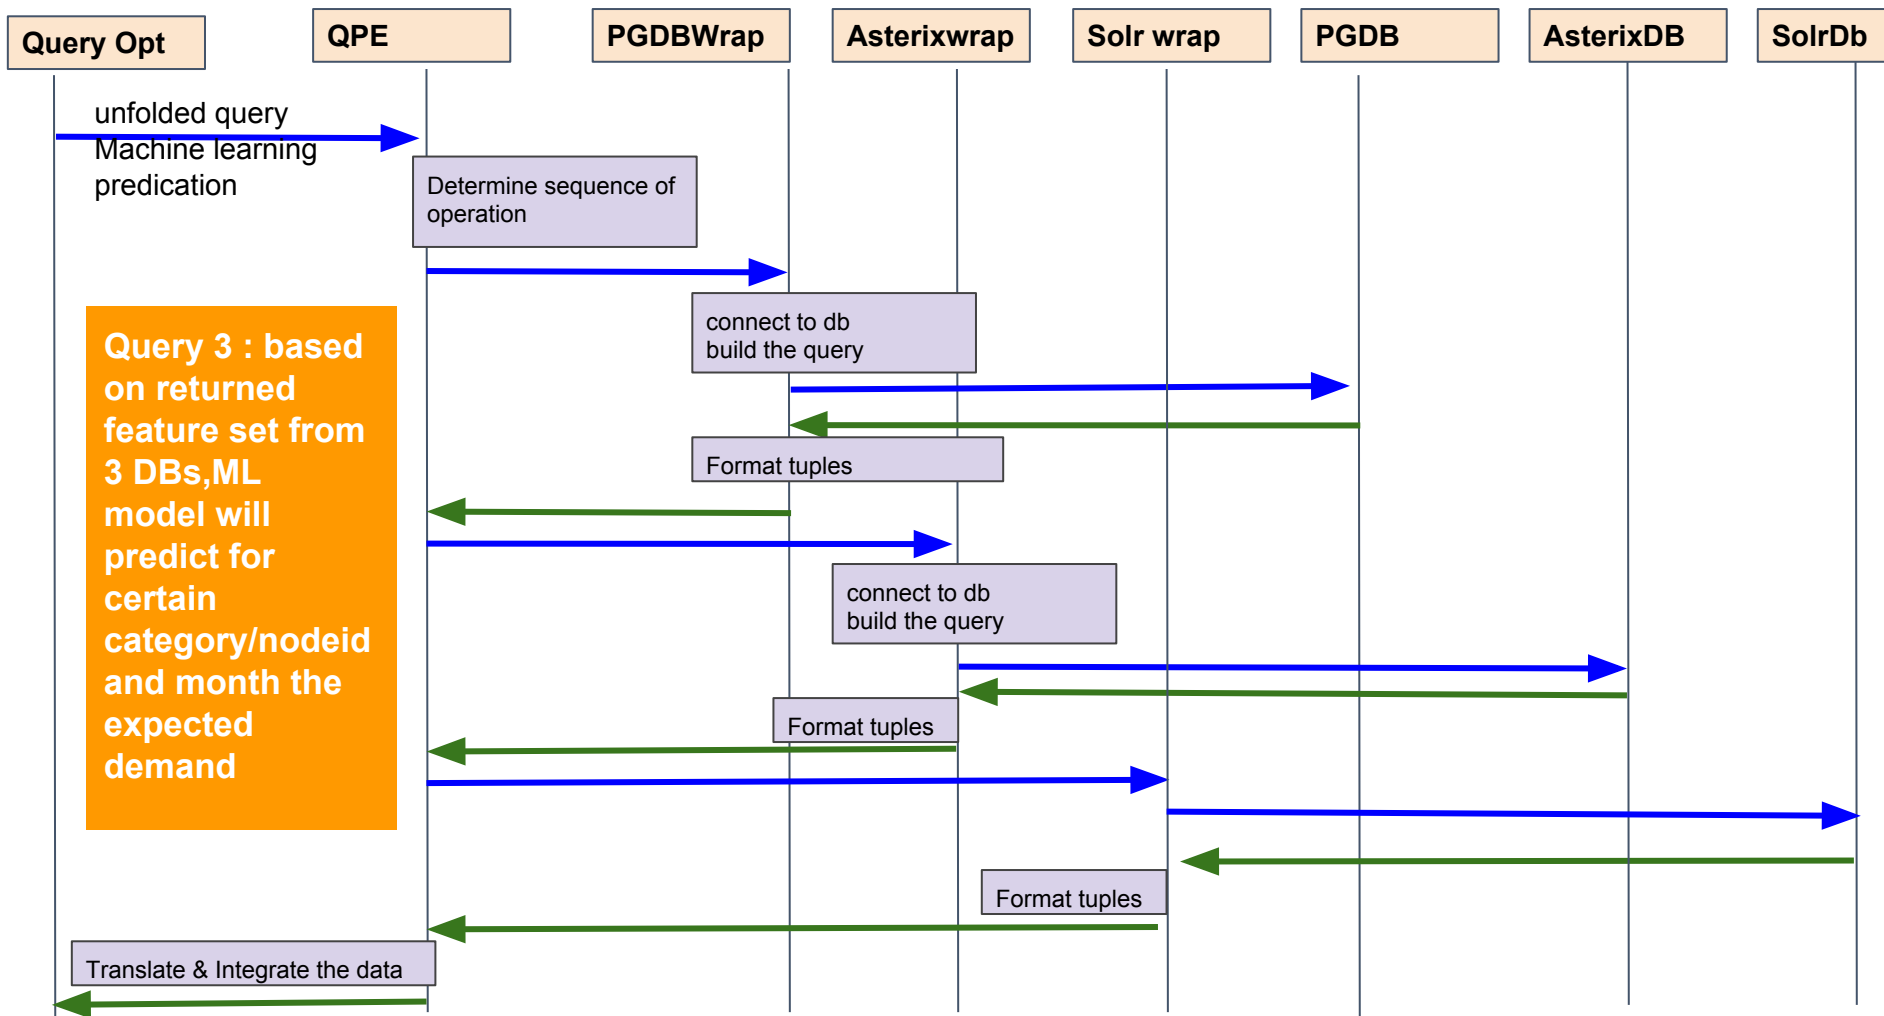 Query Opt
QPE
PGDBWrap
Asterixwrap
Solr wrap
PGDB
AsterixDB
SolrDb
unfolded query
Machine learning
predication
Determine sequence of
operation
connect to db
build the query
Format tuples
Query 3 : based
on returned
feature set from
3 DBs,ML
model will
predict for
certain
category/nodeid
and month the
expected
demand
connect to db
build the query
Format tuples
Format tuples
Translate & Integrate the data